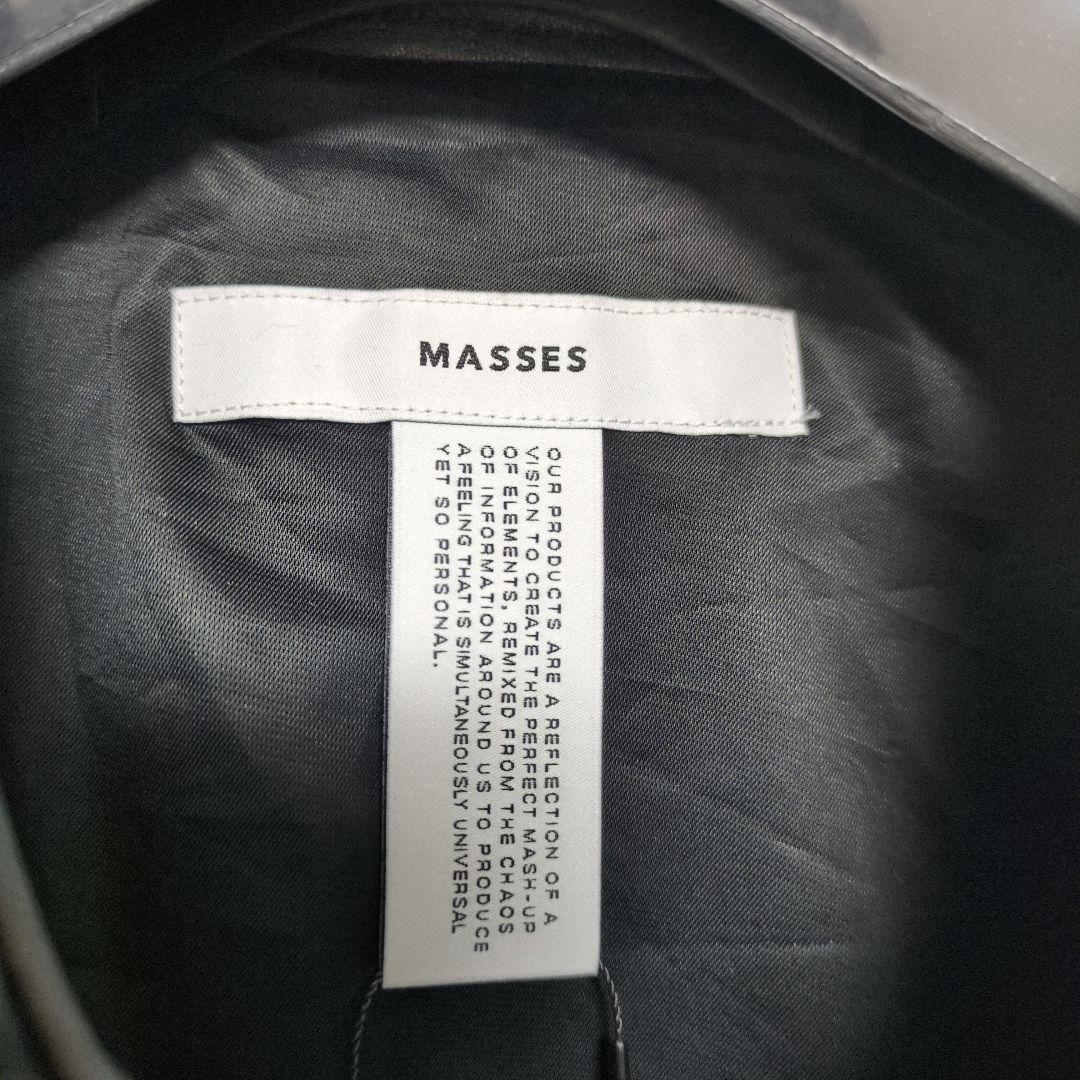 MASSES
OUR PRODUCTS ARE A REFLECTION OF A
VISION TO CREATE THE PERFECT MASH-UP
OF ELEMENTS, REMIXED FROM THE CHAOS
OF INFORMATION AROUND US TO PRODUCE
A FEELING THAT IS SIMULTANEOUSLY UNIVERSAL
YET SO PERSONAL.